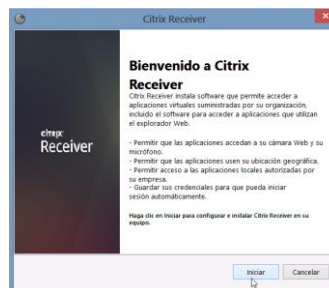 Citrix Receiver
Bienvenido a Citrix
Receiver
Citrix Receiver instala software que permite acceder a
aplicaciones virtuales suministradas por su organización,
incluido el software para acceder a aplicaciones que utilizan
el explorador Web.
- Permitir que las aplicaciones accedan a su cámara Web y su
micrófono.
- Permitir que las aplicaciones usen su ubicación geográfica.
- Permitir acceso a las aplicaciones locales autorizadas por
su empresa.
- Guardar sus credenciales para que pueda iniciar
sesión automáticamente.
Haga clic en Iniciar para configurar e instalar Citrix Receiver en su
equipo.
citrix
Receiver
Iniciar
Cancelar